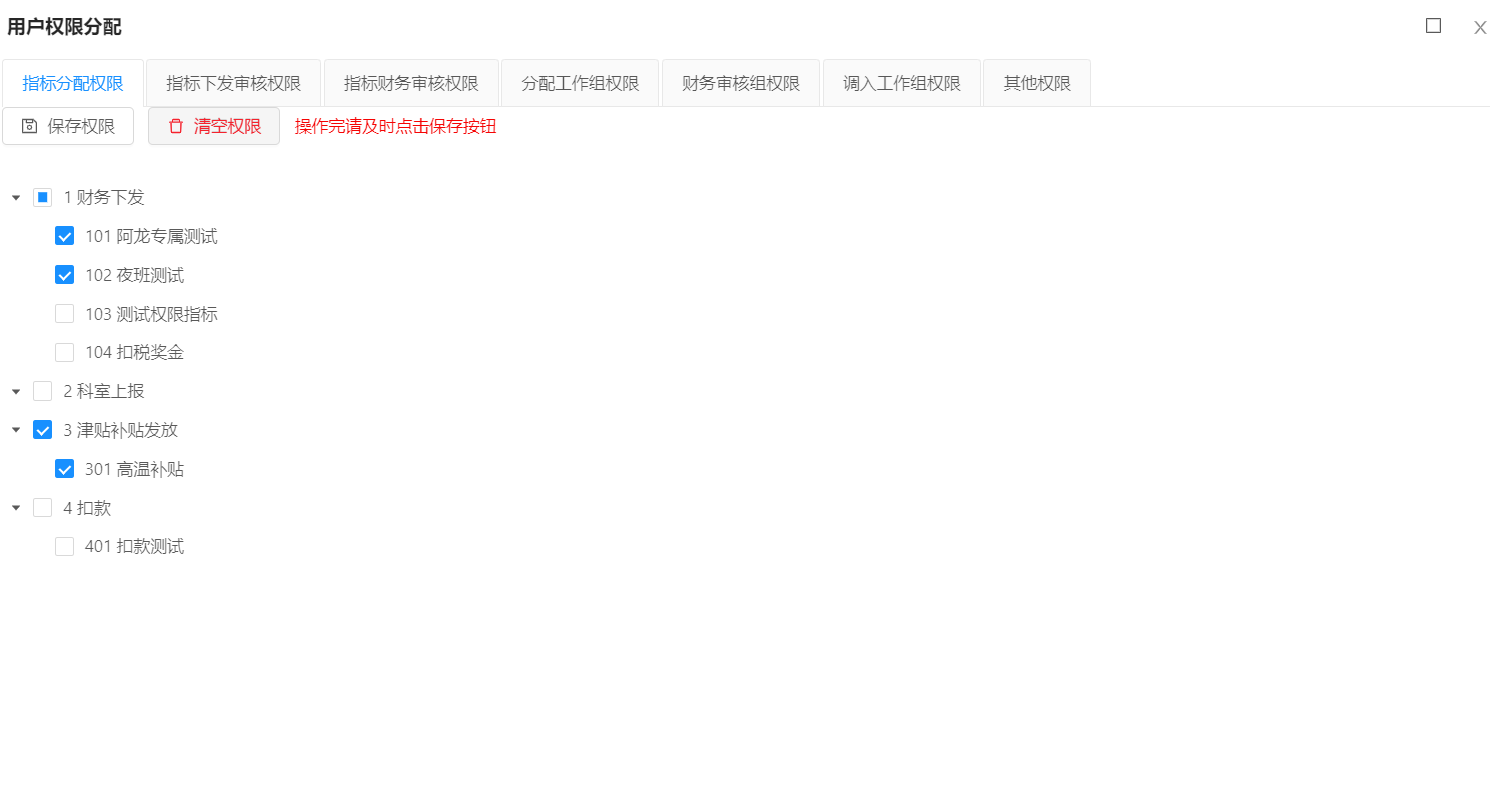 用户权限分配
指标分配权限 指标下发审核权限 指标财务审核权限 分配工作组权限 财务审核组权限 调入工作组权限 其他权限
保存权限 清空权限 操作完请及时点击保存按钮
1 财务下发
101 阿龙专属测试
102 夜班测试
103 测试权限指标
104 扣税奖金
2 科室上报
3 津贴补贴发放
301 高温补贴
4 扣款
401 扣款测试